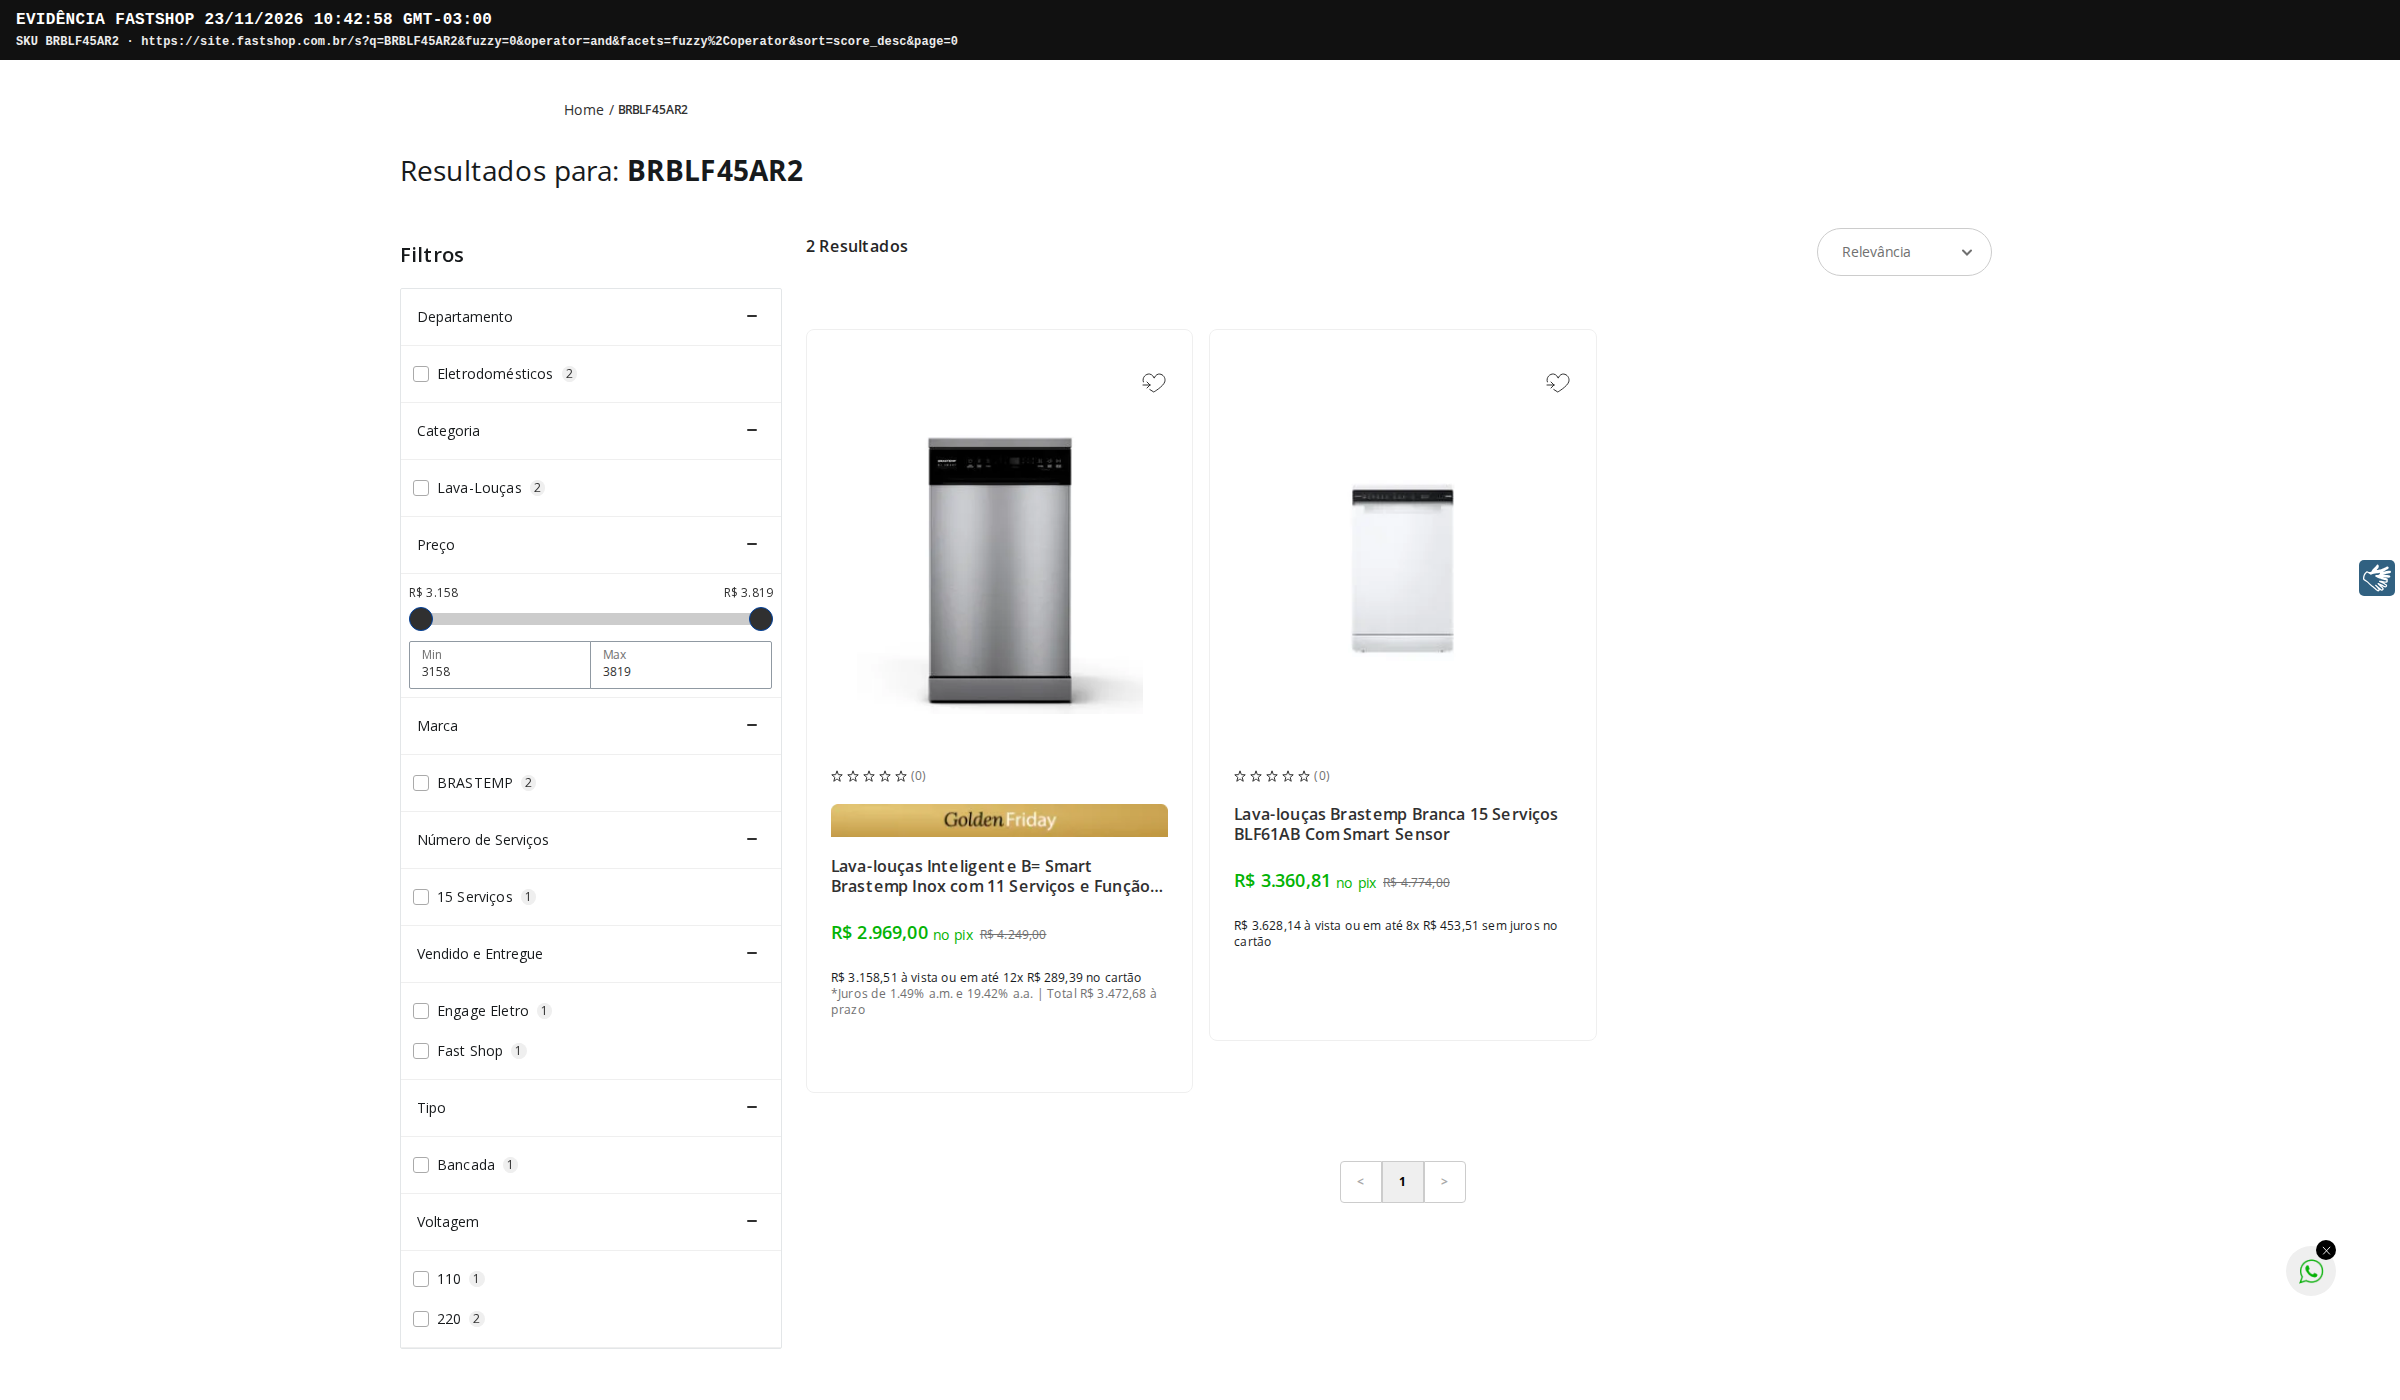 EVIDÊNCIA FASTSHOP 23/11/2026 10:42:58 GMT-03:00
SKU BRBLF45AR2 · https://site.fastshop.com.br/s?q=BRBLF45AR2&fuzzy=0&operator=and&facets=fuzzy%2Coperator&sort=score_desc&page=0
Home / BRBLF45AR2
Resultados para: BRBLF45AR2
Filtros
Departamento
Eletrodomésticos 2
Categoria
Lava-Louças 2
Preço
R$ 3.158 R$ 3.819
Min Max
3158 3819
Marca
BRASTEMP 2
Número de Serviços
15 Serviços 1
Vendido e Entregue
Engage Eletro 1
Fast Shop 1
Tipo
Bancada 1
Voltagem
110 1
220 2
2 Resultados
Relevância
(0)
Golden Friday
Lava-louças Inteligente B= Smart
Brastemp Inox com 11 Serviços e Função...
R$ 2.969,00 no pix R$ 4.249,00
R$ 3.158,51 à vista ou em até 12x R$ 289,39 no cartão
*Juros de 1.49% a.m. e 19.42% a.a. | Total R$ 3.472,68 à
prazo
(0)
Lava-louças Brastemp Branca 15 Serviços
BLF61AB Com Smart Sensor
R$ 3.360,81 no pix R$ 4.774,00
R$ 3.628,14 à vista ou em até 8x R$ 453,51 sem juros no
cartão
< 1 >